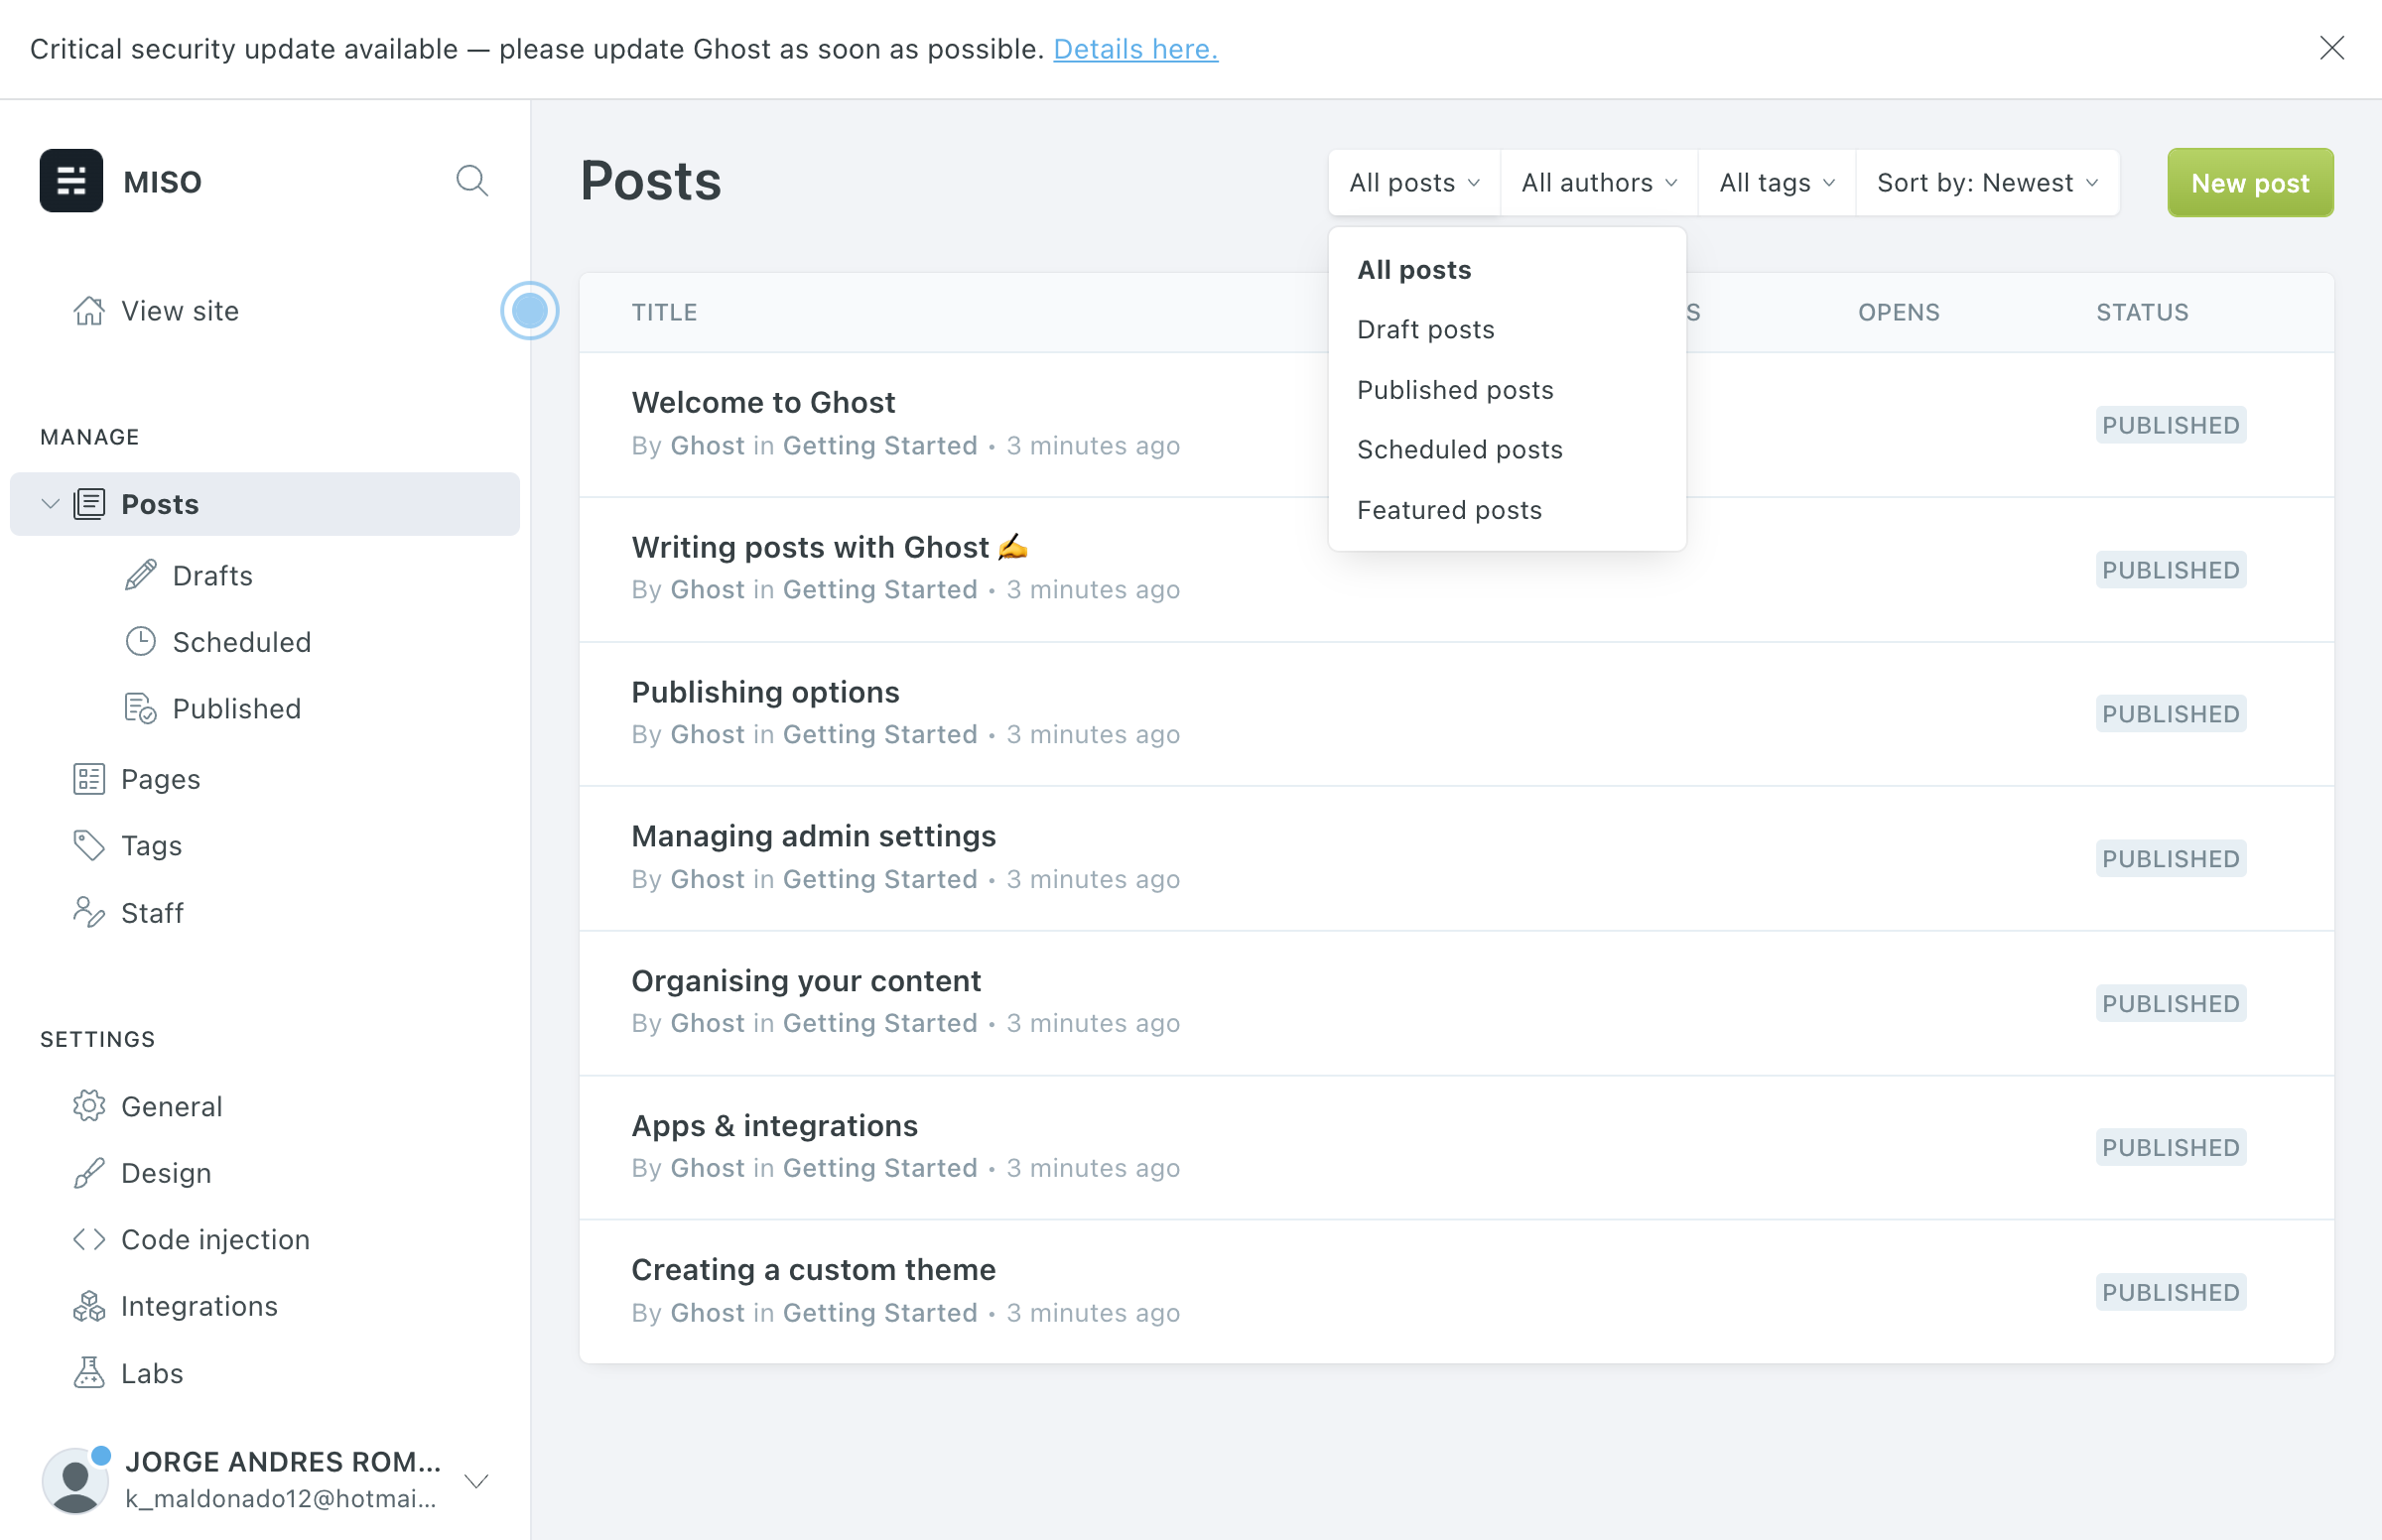 Critical security update available — please update Ghost as soon as possible. Details here.
MISO
View site
MANAGE
Posts
Drafts
Scheduled
Published
Pages
Tags
Staff
SETTINGS
General
Design
Code injection
Integrations
Labs
JORGE ANDRES ROM...
k_maldonado12@hotmai...
Posts
All posts
All authors
All tags
Sort by: Newest
New post
All posts
Draft posts
Published posts
Scheduled posts
Featured posts
TITLE
S
OPENS
STATUS
Welcome to Ghost
By Ghost in Getting Started • 3 minutes ago
PUBLISHED
Writing posts with Ghost ✍️
By Ghost in Getting Started • 3 minutes ago
PUBLISHED
Publishing options
By Ghost in Getting Started • 3 minutes ago
PUBLISHED
Managing admin settings
By Ghost in Getting Started • 3 minutes ago
PUBLISHED
Organising your content
By Ghost in Getting Started • 3 minutes ago
PUBLISHED
Apps & integrations
By Ghost in Getting Started • 3 minutes ago
PUBLISHED
Creating a custom theme
By Ghost in Getting Started • 3 minutes ago
PUBLISHED